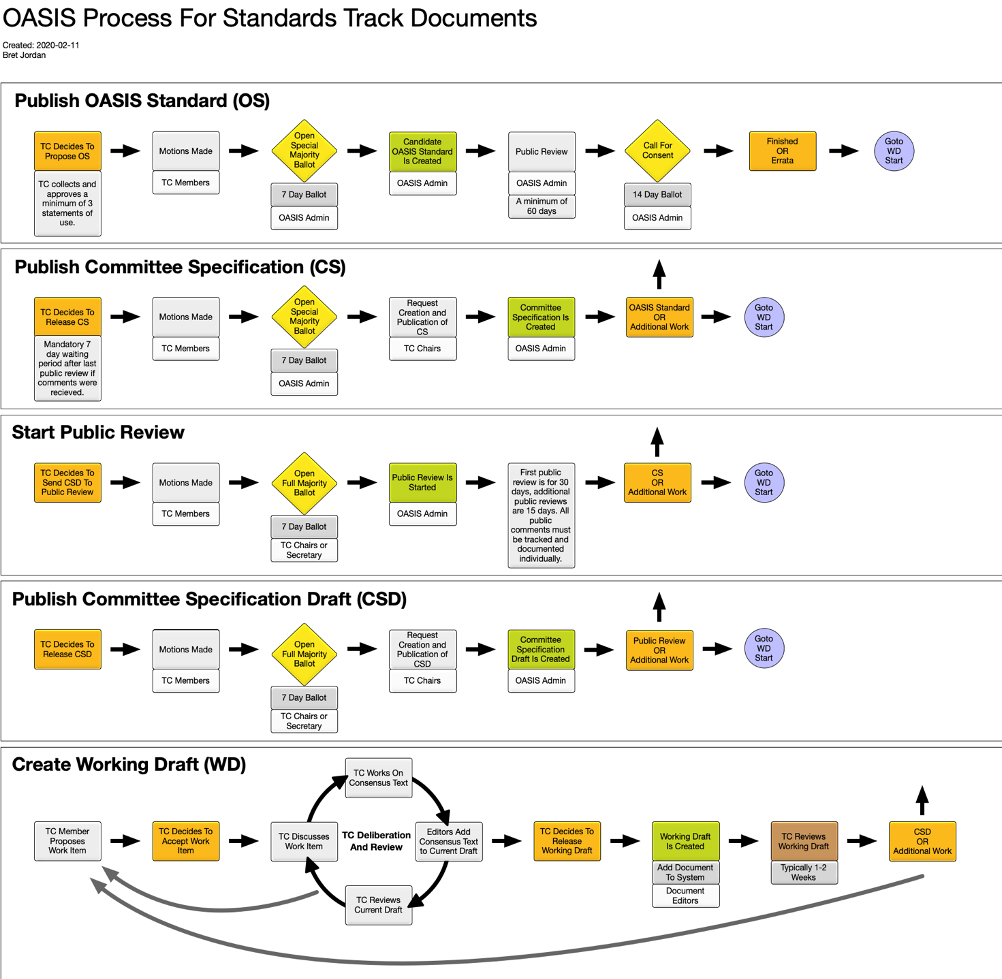 OASIS Process For Standards Track Documents
Created: 2020-02-11
Bret Jordan
Publish OASIS Standard (OS)
TC Decides To
Propose OS
TC collects and
approves a
minimum of 3
statements of
use.
Motions Made
TC Members
Open
Special
Majority
Ballot
7 Day Ballot
OASIS Admin
Candidate
OASIS Standard
Is Created
OASIS Admin
Public Review
OASIS Admin
A minimum of
60 days
Call For
Consent
14 Day Ballot
OASIS Admin
Finished
OR
Errata
Goto
WD
Start
Publish Committee Specification (CS)
TC Decides To
Release CS
Mandatory 7
day waiting
period after last
public review if
comments were
recieved.
Motions Made
TC Members
Open
Special
Majority
Ballot
7 Day Ballot
OASIS Admin
Request
Creation and
Publication of
CS
TC Chairs
Committee
Specification Is
Created
OASIS Admin
OASIS Standard
OR
Additional Work
Goto
WD
Start
Start Public Review
TC Decides To
Send CSD To
Public Review
Motions Made
TC Members
Open
Full Majority
Ballot
7 Day Ballot
TC Chairs or
Secretary
Public Review Is
Started
OASIS Admin
First public
review is for 30
days, additional
public reviews
are 15 days. All
public
comments must
be tracked and
documented
individually.
CS
OR
Additional Work
Goto
WD
Start
Publish Committee Specification Draft (CSD)
TC Decides To
Release CSD
Motions Made
TC Members
Open
Full Majority
Ballot
7 Day Ballot
TC Chairs or
Secretary
Request
Creation and
Publication of
CSD
TC Chairs
Committee
Specification
Draft Is Created
OASIS Admin
Public Review
OR
Additional Work
Goto
WD
Start
Create Working Draft (WD)
TC Member
Proposes
Work Item
TC Decides To
Accept Work
Item
TC Discusses
Work Item
TC Works On
Consensus Text
TC Deliberation
And Review
Editors Add
Consensus Text
to Current Draft
TC Reviews
Current Draft
TC Decides To
Release
Working Draft
Working Draft
Is Created
Add Document
To System
Document
Editors
TC Reviews
Working Draft
Typically 1-2
Weeks
CSD
OR
Additional Work